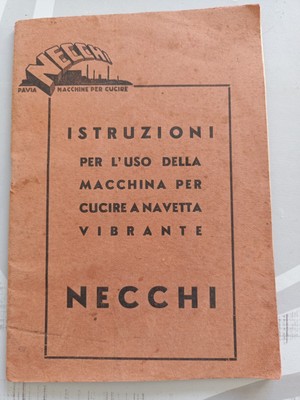 NECCHI
PAVIA MACCHINE PER CUCIRE
ISTRUZIONI
PER L'USO DELLA
MACCHINA PER
CUCIRE A NAVETTA
VIBRANTE
NECCHI